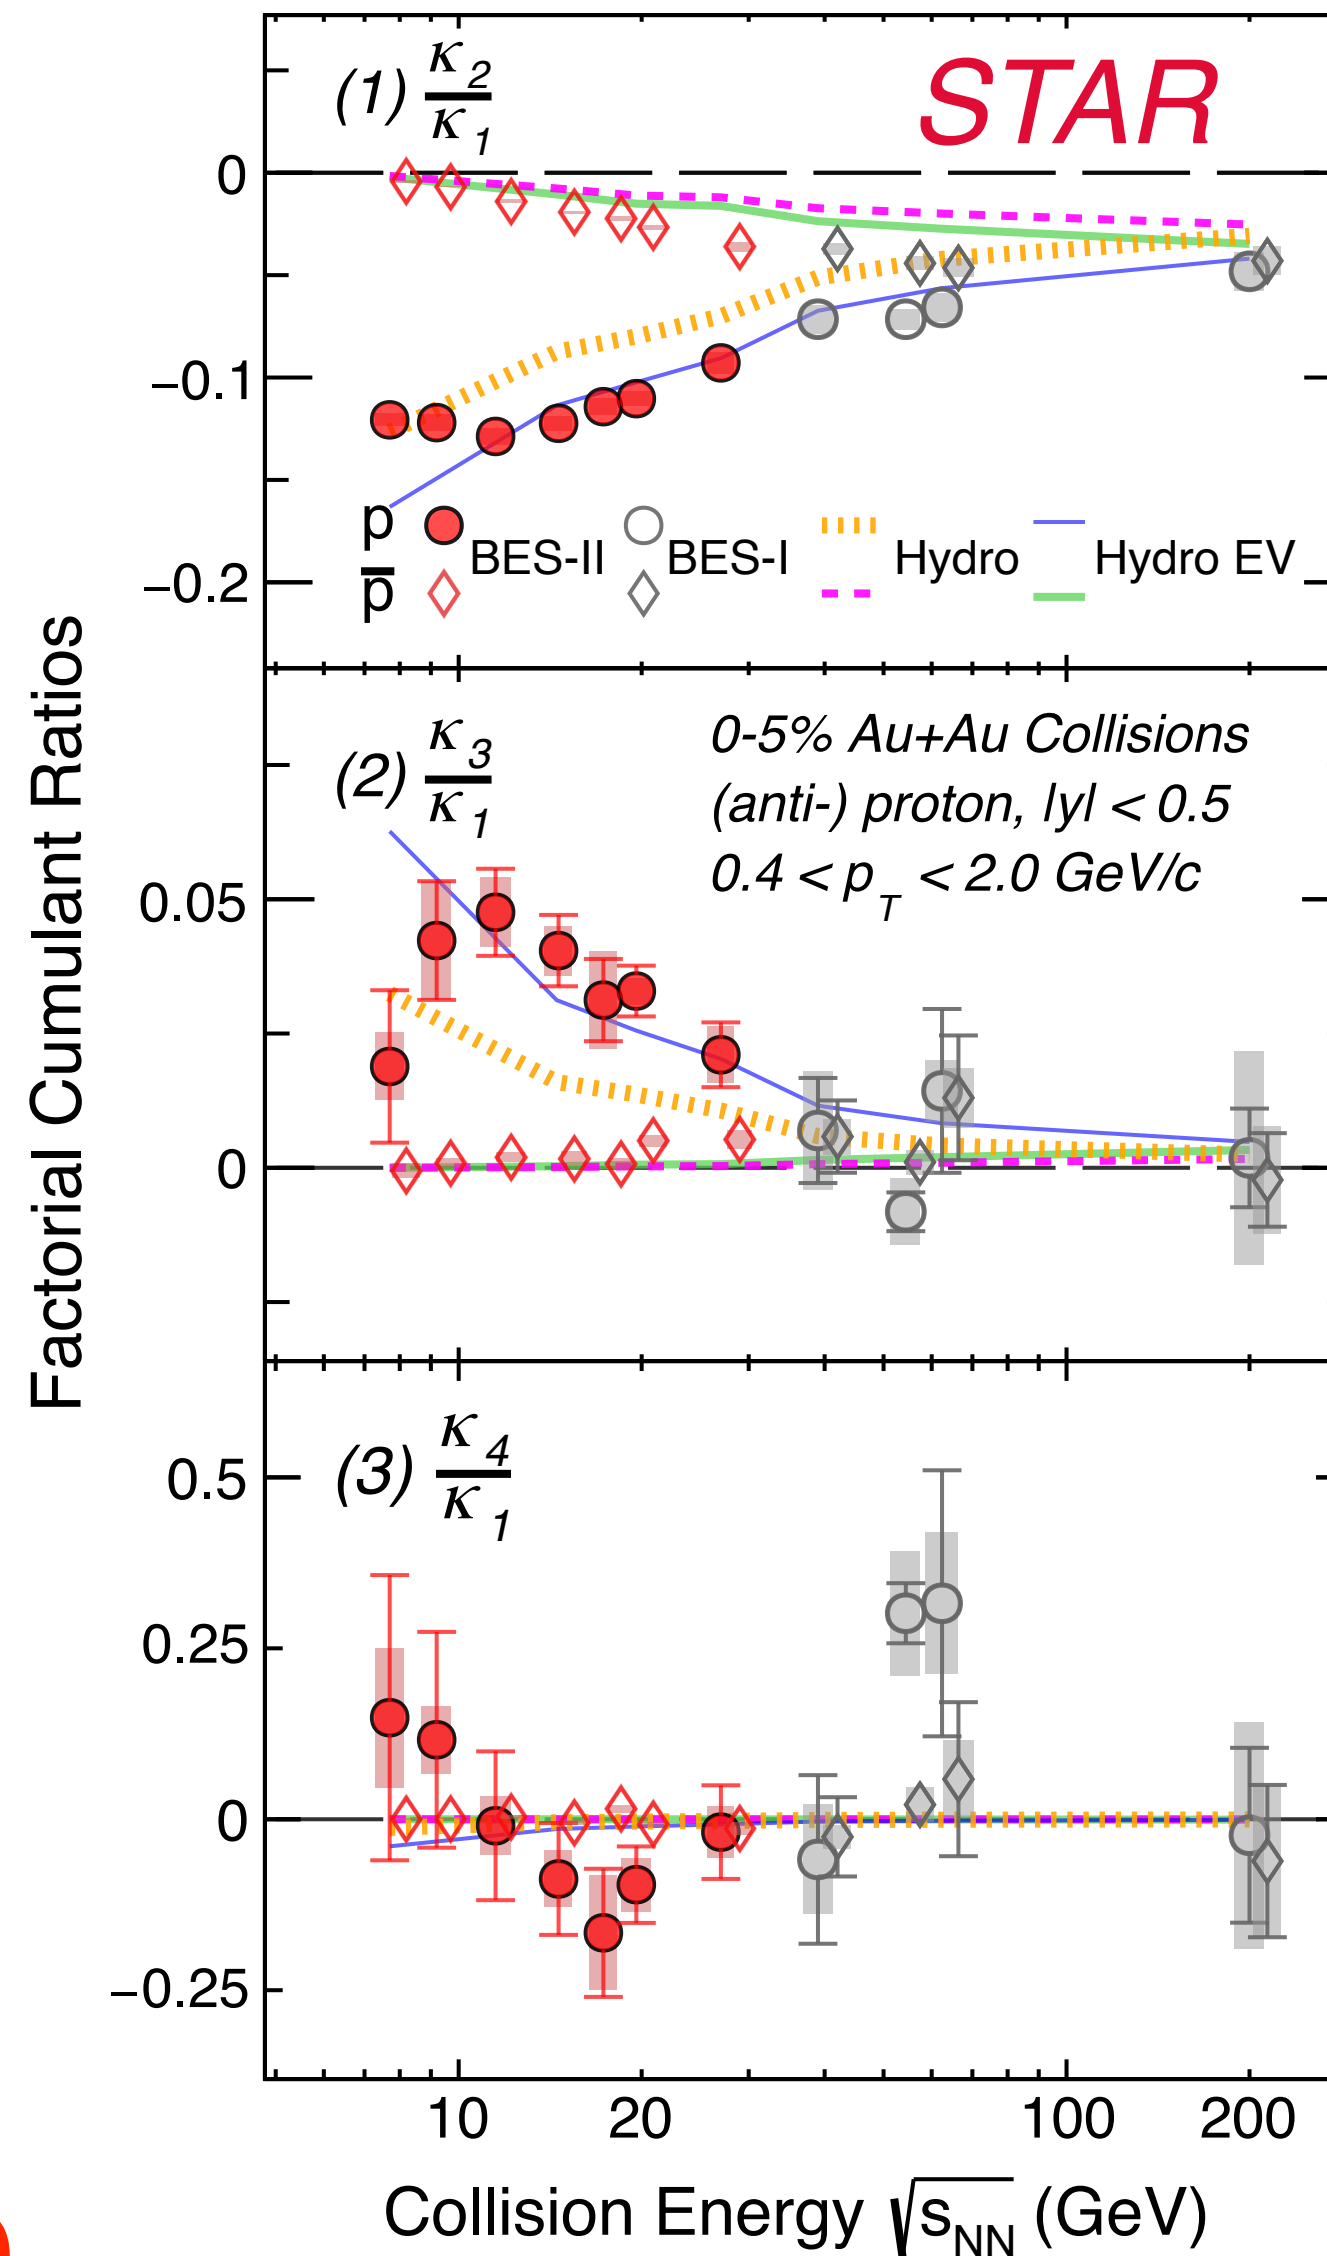 (1) κ2/κ1
STAR
0
−0.1
−0.2
p BES-II BES-I Hydro Hydro EV
p̅
Factorial Cumulant Ratios
(2) κ3/κ1
0-5% Au+Au Collisions
(anti-) proton, lyl < 0.5
0.4 < pT < 2.0 GeV/c
0.05
0
(3) κ4/κ1
0.5
0.25
0
−0.25
10 20 100 200
Collision Energy √sNN (GeV)